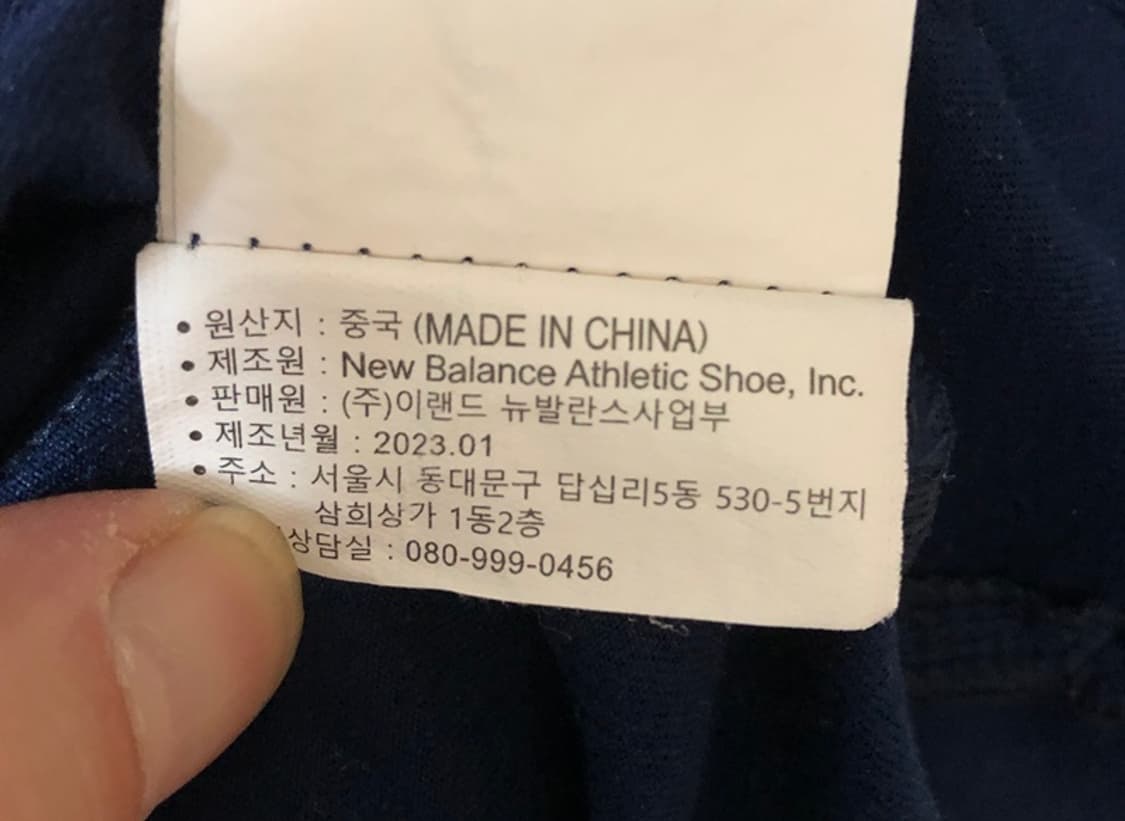 • 원산지 : 중국 (MADE IN CHINA)
• 제조원 : New Balance Athletic Shoe, Inc.
• 판매원 : (주)이랜드 뉴발란스사업부
• 제조년월 : 2023.01
• 주소 : 서울시 동대문구 답십리5동 530-5번지
삼희상가 1동2층
상담실 : 080-999-0456